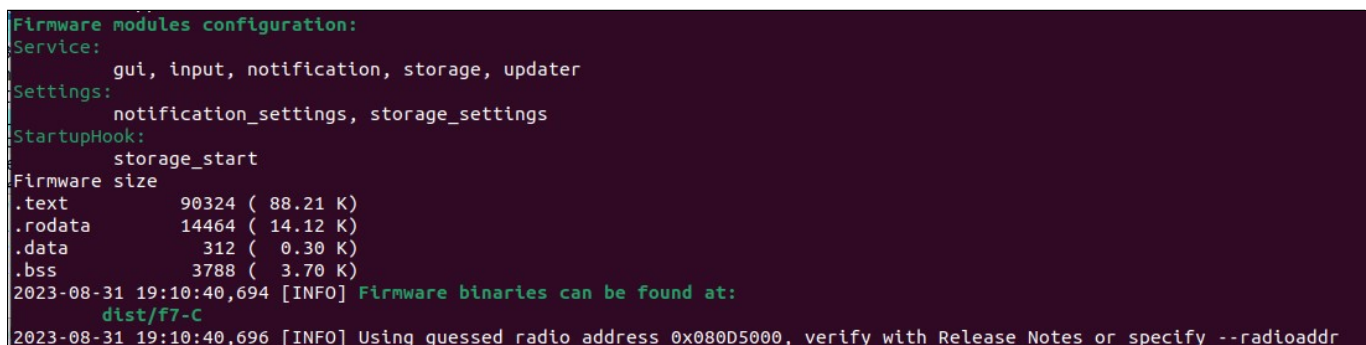 Firmware modules configuration:
Service:
        gui, input, notification, storage, updater
Settings:
        notification_settings, storage_settings
StartupHook:
        storage_start
Firmware size
.text         90324 ( 88.21 K)
.rodata       14464 ( 14.12 K)
.data           312 (  0.30 K)
.bss           3788 (  3.70 K)
2023-08-31 19:10:40,694 [INFO] Firmware binaries can be found at:
        dist/f7-C
2023-08-31 19:10:40,696 [INFO] Using guessed radio address 0x080D5000, verify with Release Notes or specify --radioaddr